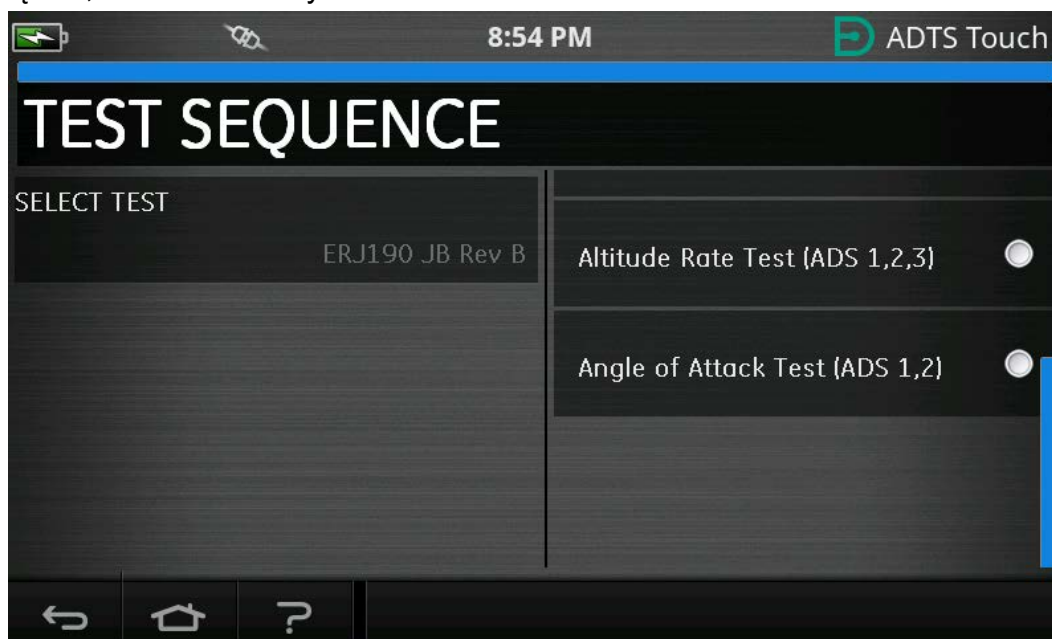 8:54 PM
ADTS Touch
TEST SEQUENCE
SELECT TEST
ERJ190 JB Rev B
Altitude Rate Test (ADS 1,2,3)
Angle of Attack Test (ADS 1,2)